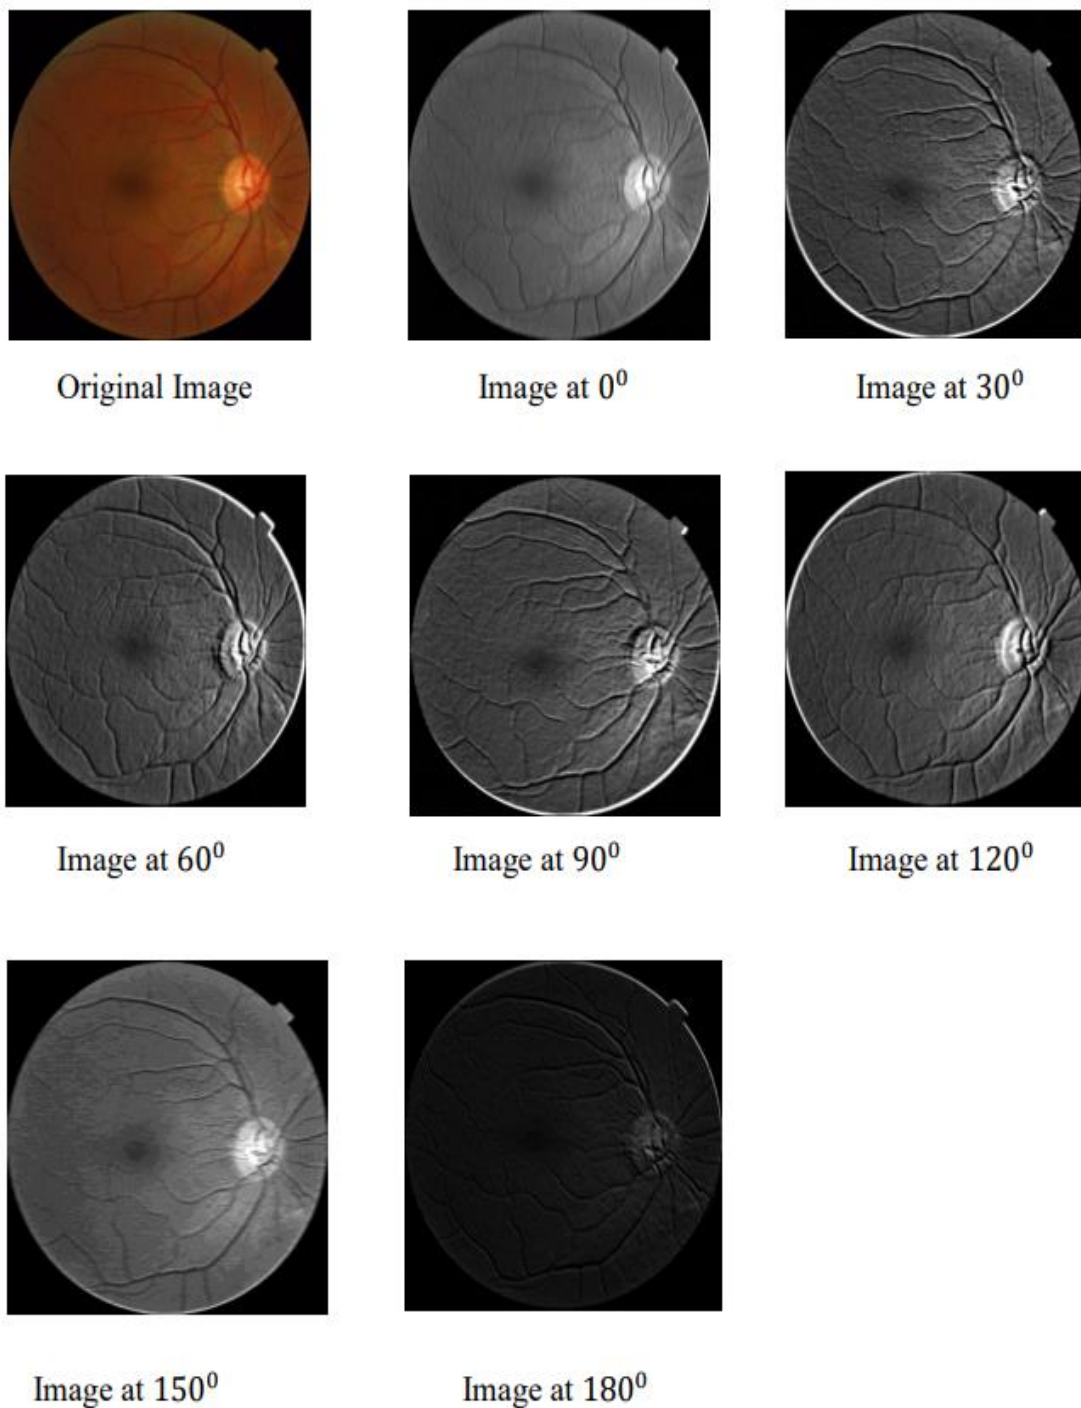 Original Image
Image at 0⁰
Image at 30⁰
Image at 60⁰
Image at 90⁰
Image at 120⁰
Image at 150⁰
Image at 180⁰